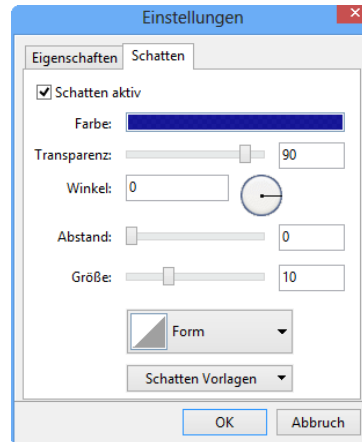 Einstellungen
Eigenschaften Schatten
Schatten aktiv
Farbe:
Transparenz: 90
Winkel: 0
Abstand: 0
Größe: 10
Form
Schatten Vorlagen
OK Abbruch